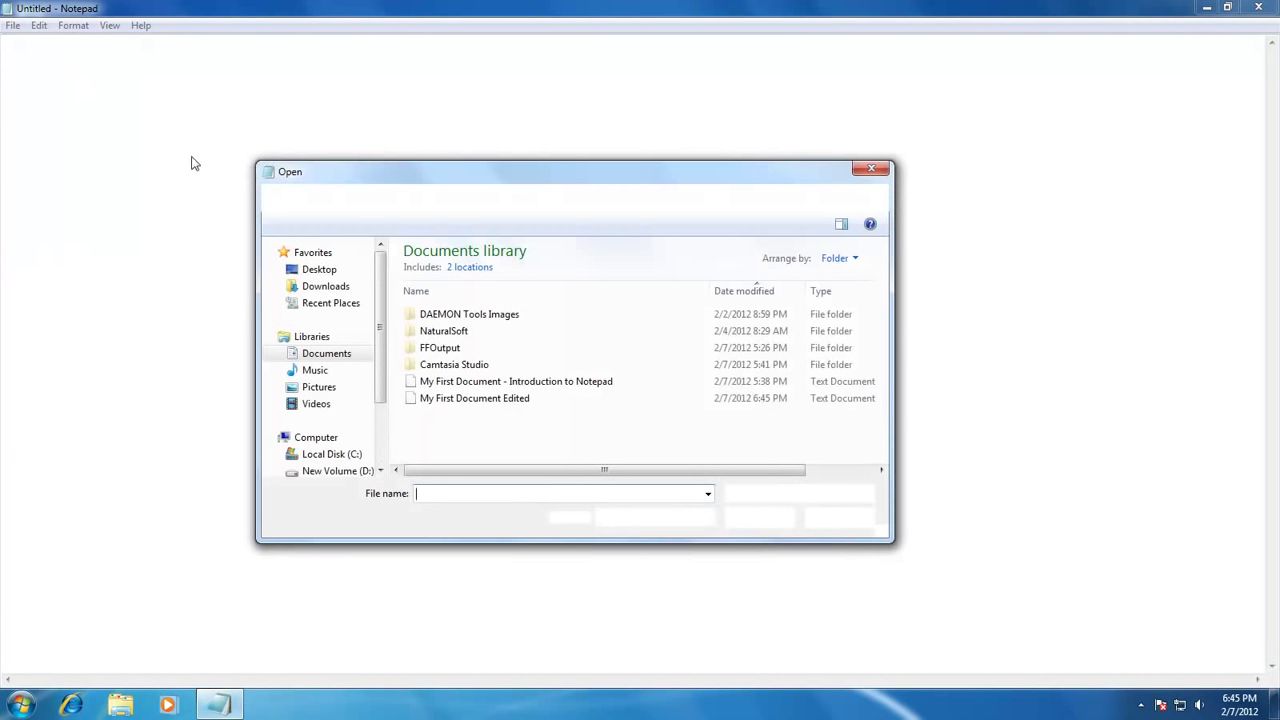 Untitled - Notepad
File Edit Format View Help
Open
Documents library
Includes: 2 locations
Arrange by: Folder
Name Date modified Type
Favorites
Desktop
Downloads
Recent Places
Libraries
Documents
Music
Pictures
Videos
Computer
Local Disk (C:)
New Volume (D:)
DAEMON Tools Images 2/2/2012 8:59 PM File folder
NaturalSoft 2/4/2012 8:29 AM File folder
FFOutput 2/7/2012 5:26 PM File folder
Camtasia Studio 2/7/2012 5:41 PM File folder
My First Document - Introduction to Notepad 2/7/2012 5:38 PM Text Document
My First Document Edited 2/7/2012 6:45 PM Text Document
File name:
6:45 PM
2/7/2012